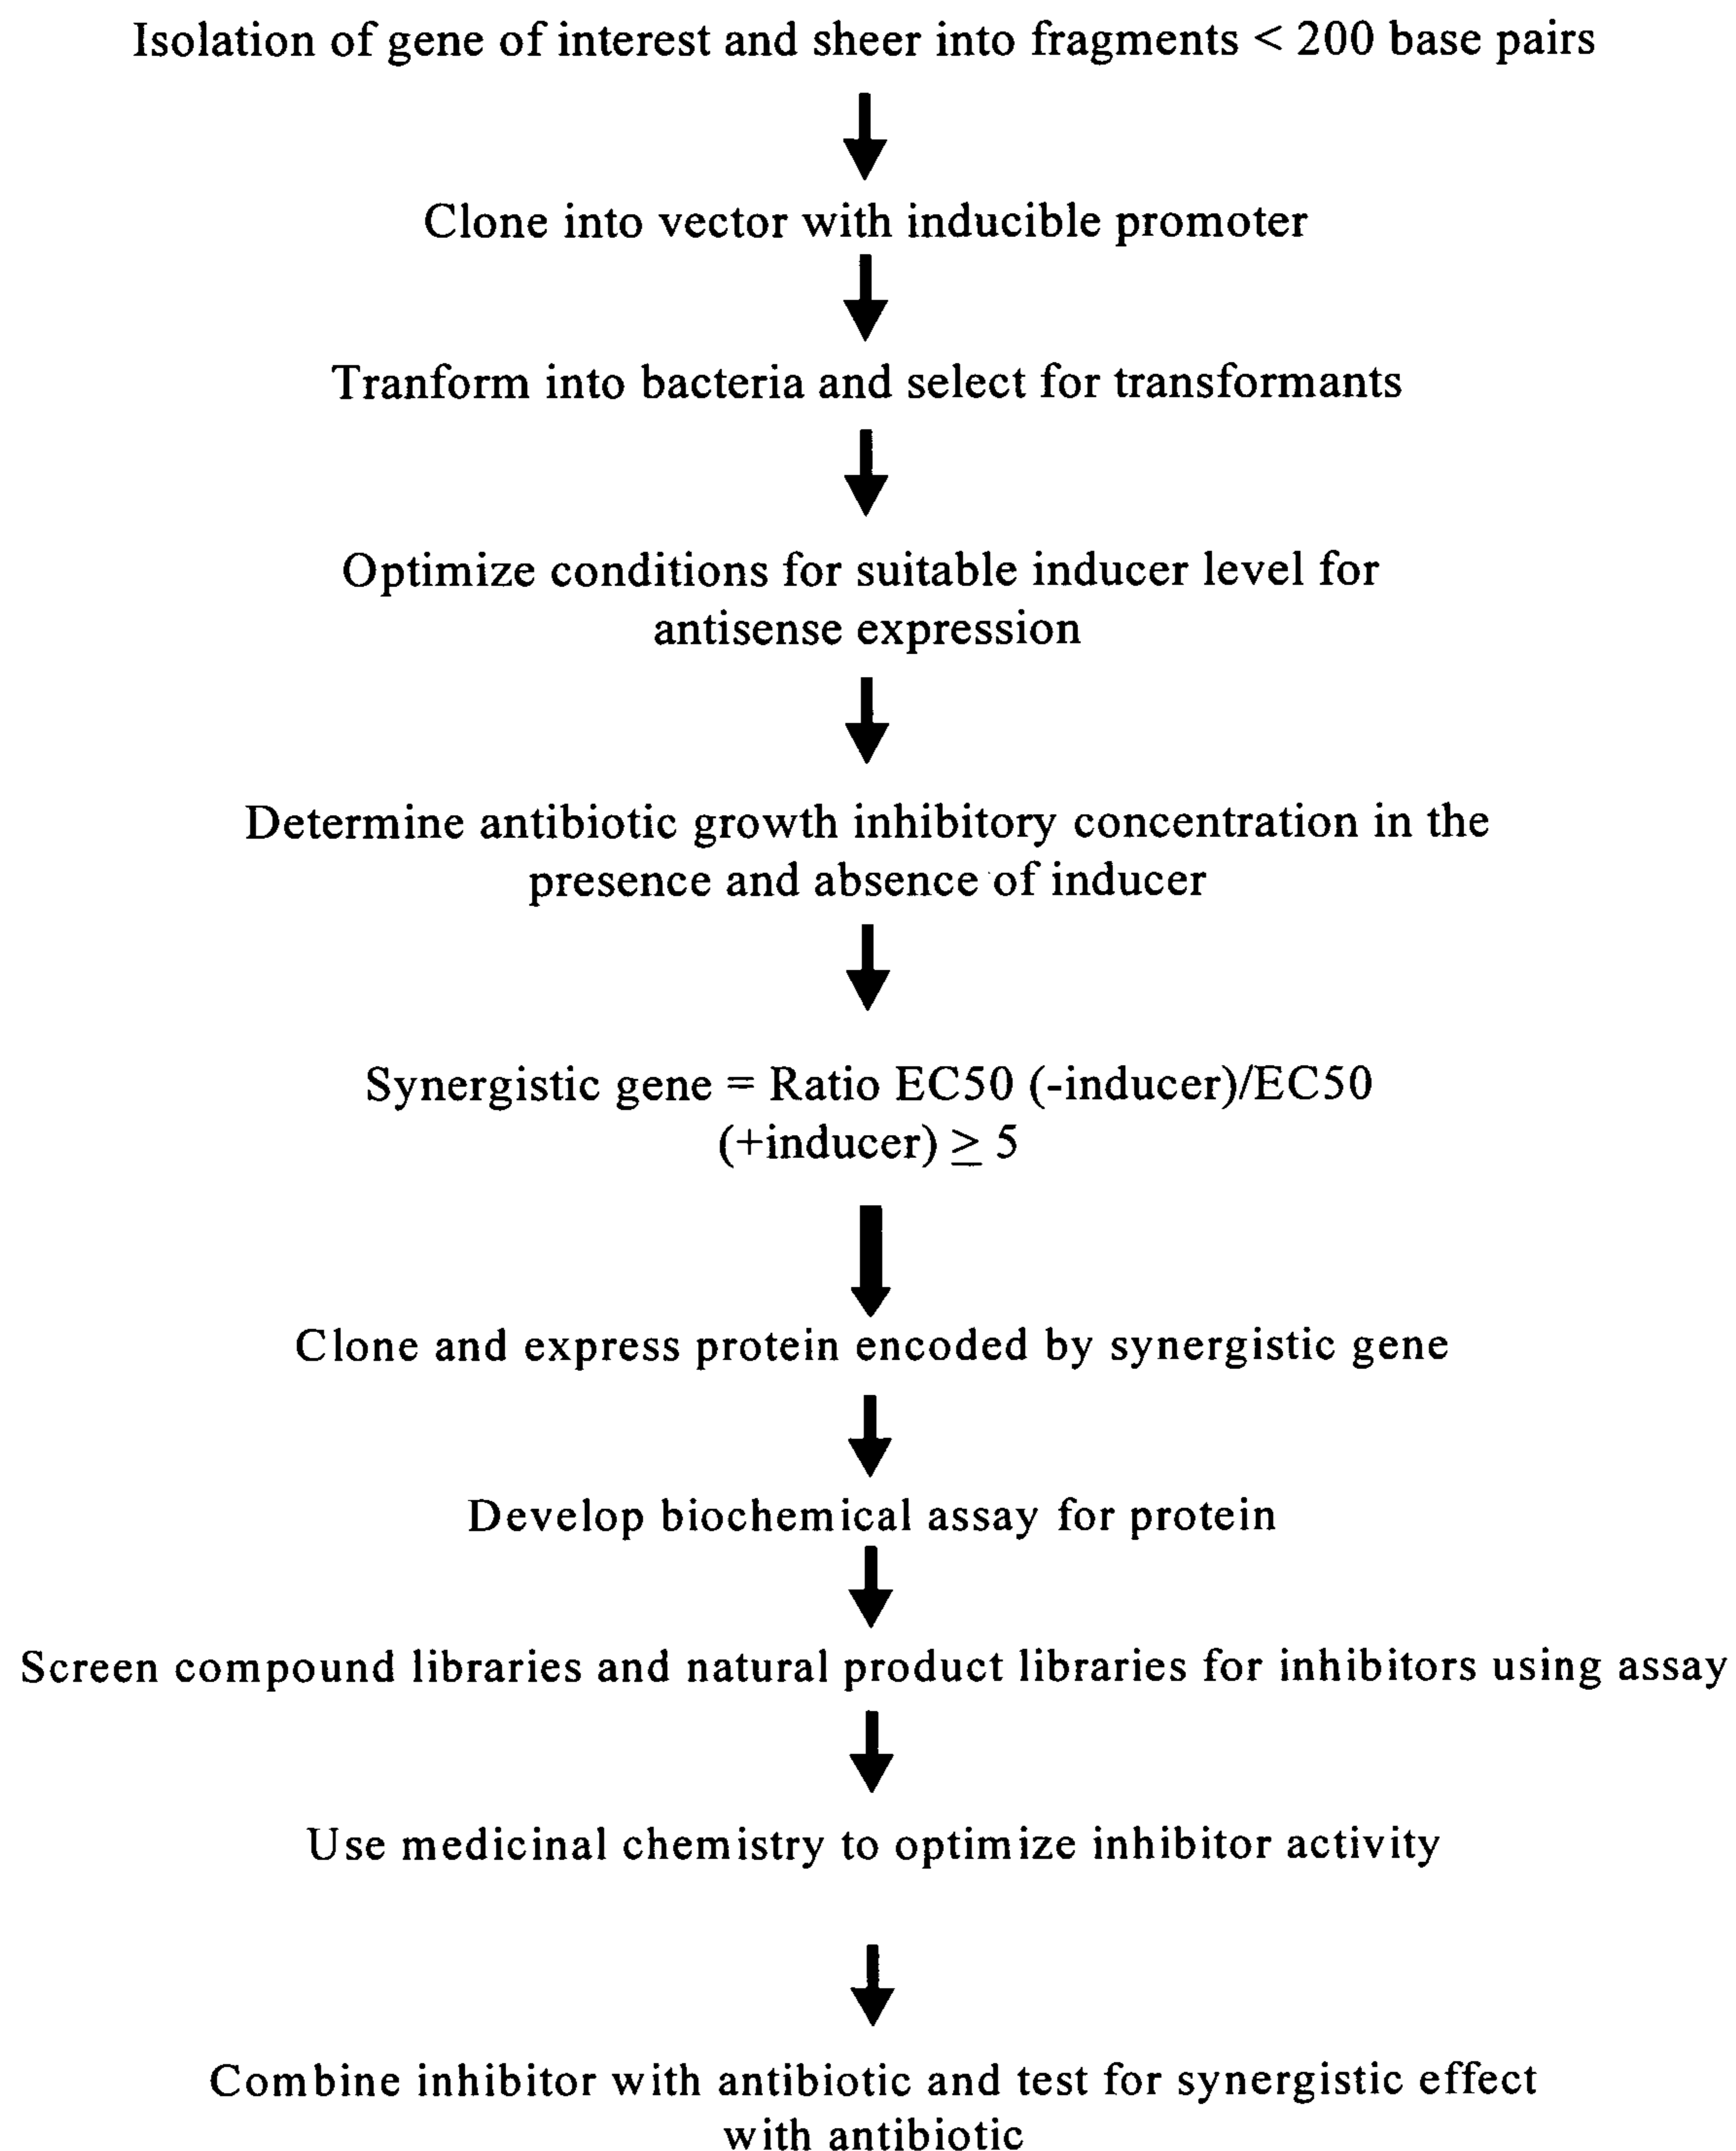 Isolation of gene of interest and sheer into fragments < 200 base pairs
Clone into vector with inducible promoter
Tranform into bacteria and select for transformants
Optimize conditions for suitable inducer level for
antisense expression
Determine antibiotic growth inhibitory concentration in the
presence and absence of inducer
Synergistic gene = Ratio EC50 (-inducer)/EC50
(+inducer) ≥ 5
Clone and express protein encoded by synergistic gene
Develop biochemical assay for protein
Screen compound libraries and natural product libraries for inhibitors using assay
Use medicinal chemistry to optimize inhibitor activity
Combine inhibitor with antibiotic and test for synergistic effect
with antibiotic